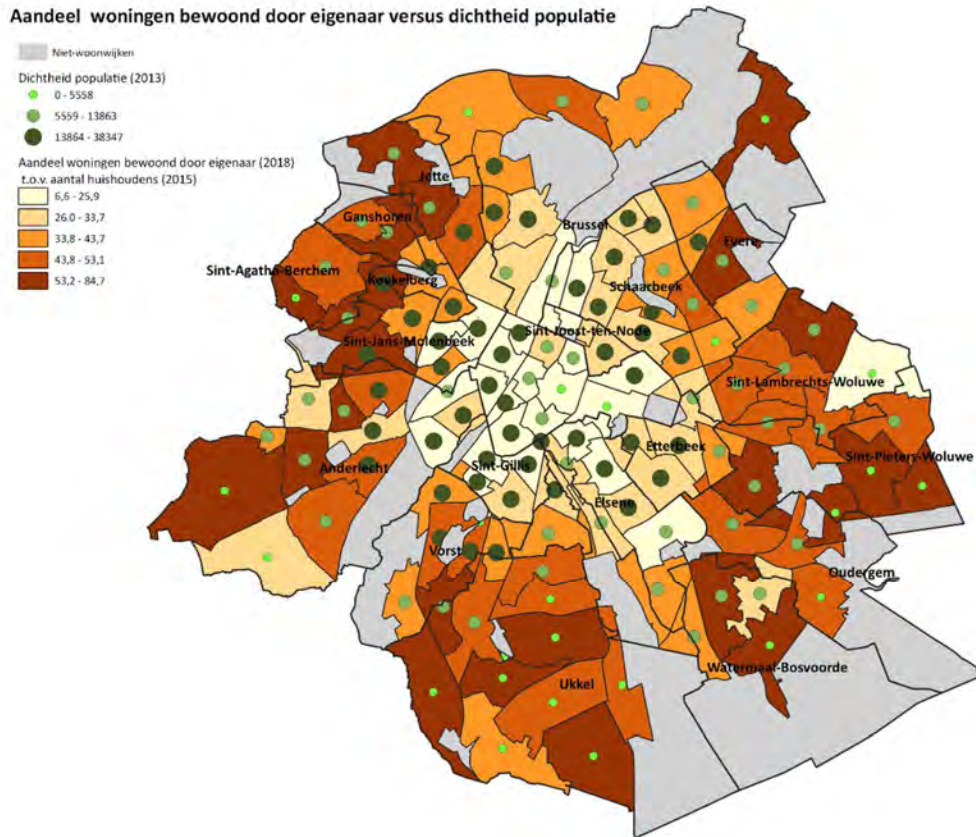 Aandeel woningen bewoond door eigenaar versus dichtheid populatie
Niet-woonwijken
Dichtheid populatie (2013)
0 - 5558
5559 - 13863
13864 - 38347
Aandeel woningen bewoond door eigenaar (2018)
t.o.v. aantal huishoudens (2015)
6,6 - 25,9
26.0 - 33,7
33,8 - 43,7
43,8 - 53,1
53,2 - 84,7
Jette
Ganshoren
Brussel
Evere
Sint-Agatha-Berchem
Koekelberg
Schaarbeek
Sint-Joost-ten-Node
Sint-Jans-Molenbeek
Sint-Lambrechts-Woluwe
Etterbeek
Sint-Pieters-Woluwe
Anderlecht
Sint-Gillis
Elsene
Vorst
Oudergem
Watermaal-Bosvoorde
Ukkel